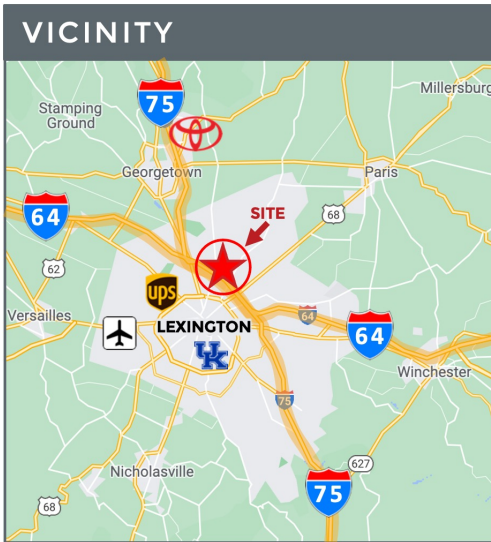 VICINITY
Millersburg
75
Stamping
Ground
Georgetown
Paris
64
68
SITE
62
ups
Versailles
LEXINGTON
UK
64
64
Winchester
75
627
Nicholasville
75
68